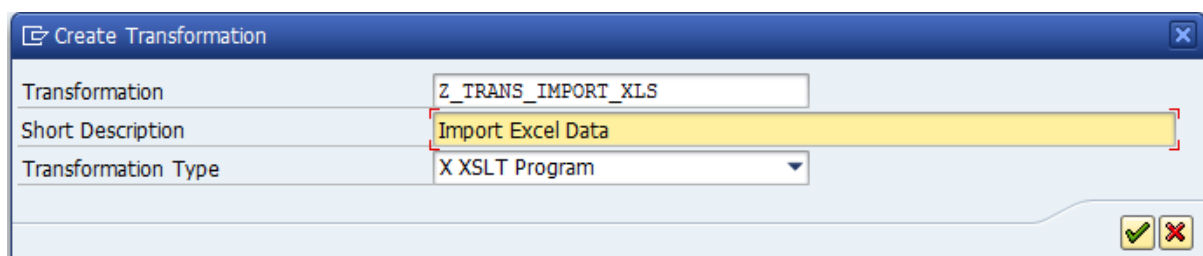 Create Transformation
Transformation Z_TRANS_IMPORT_XLS
Short Description Import Excel Data
Transformation Type X XSLT Program